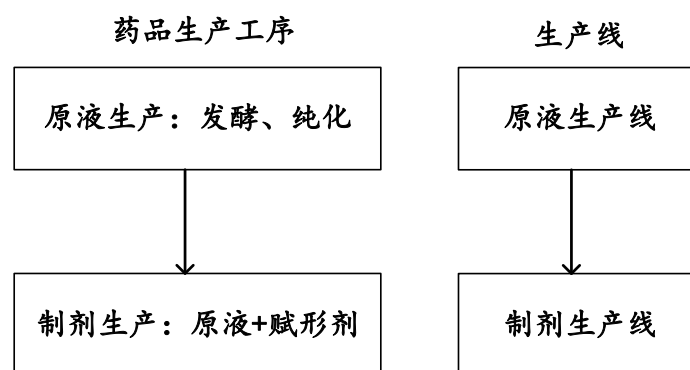 药品生产工序
生产线
原液生产：发酵、纯化
原液生产线
制剂生产：原液+赋形剂
制剂生产线